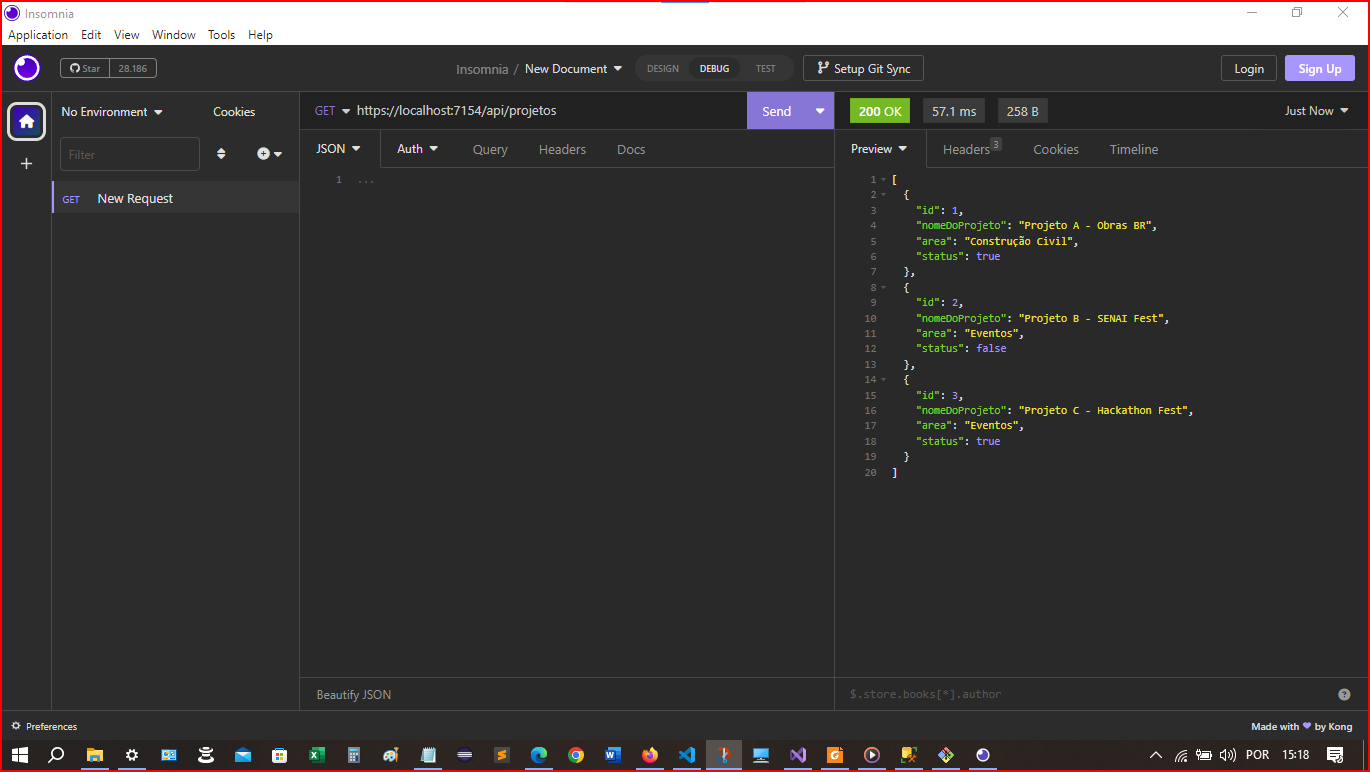 Insomnia
Application Edit View Window Tools Help
Star 28.186
Insomnia / New Document
DESIGN DEBUG TEST
Setup Git Sync
Login Sign Up
No Environment Cookies
GET https://localhost:7154/api/projetos
Send
200 OK 57.1 ms 258 B
Just Now
Filter
JSON Auth Query Headers Docs
Preview Headers 3 Cookies Timeline
GET New Request
1 ...
1 [
2 {
3 "id": 1,
4 "nomeDoProjeto": "Projeto A - Obras BR",
5 "area": "Construção Civil",
6 "status": true
7 },
8 {
9 "id": 2,
10 "nomeDoProjeto": "Projeto B - SENAI Fest",
11 "area": "Eventos",
12 "status": false
13 },
14 {
15 "id": 3,
16 "nomeDoProjeto": "Projeto C - Hackathon Fest",
17 "area": "Eventos",
18 "status": true
19 }
20 ]
Beautify JSON
$.store.books[*].author
Preferences
Made with ♥ by Kong
POR 15:18